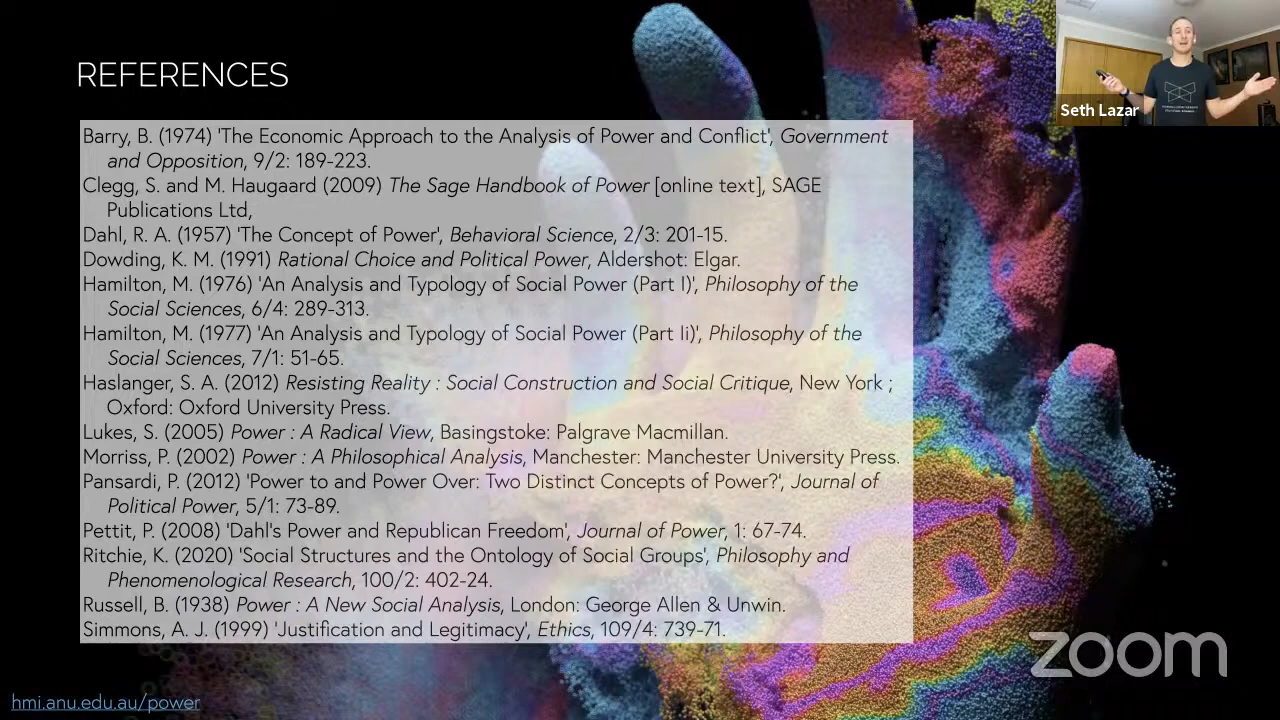 REFERENCES
Seth Lazar
Barry, B. (1974) 'The Economic Approach to the Analysis of Power and Conflict', Government
and Opposition, 9/2: 189-223.
Clegg, S. and M. Haugaard (2009) The Sage Handbook of Power [online text], SAGE
Publications Ltd,
Dahl, R. A. (1957) 'The Concept of Power', Behavioral Science, 2/3: 201-15.
Dowding, K. M. (1991) Rational Choice and Political Power, Aldershot: Elgar.
Hamilton, M. (1976) 'An Analysis and Typology of Social Power (Part I)', Philosophy of the
Social Sciences, 6/4: 289-313.
Hamilton, M. (1977) 'An Analysis and Typology of Social Power (Part Ii)', Philosophy of the
Social Sciences, 7/1: 51-65.
Haslanger, S. A. (2012) Resisting Reality : Social Construction and Social Critique, New York ;
Oxford: Oxford University Press.
Lukes, S. (2005) Power : A Radical View, Basingstoke: Palgrave Macmillan.
Morriss, P. (2002) Power : A Philosophical Analysis, Manchester: Manchester University Press.
Pansardi, P. (2012) 'Power to and Power Over: Two Distinct Concepts of Power?', Journal of
Political Power, 5/1: 73-89.
Pettit, P. (2008) 'Dahl's Power and Republican Freedom', Journal of Power, 1: 67-74.
Ritchie, K. (2020) 'Social Structures and the Ontology of Social Groups', Philosophy and
Phenomenological Research, 100/2: 402-24.
Russell, B. (1938) Power : A New Social Analysis, London: George Allen & Unwin.
Simmons, A. J. (1999) 'Justification and Legitimacy', Ethics, 109/4: 739-71.
zoom
hmi.anu.edu.au/power